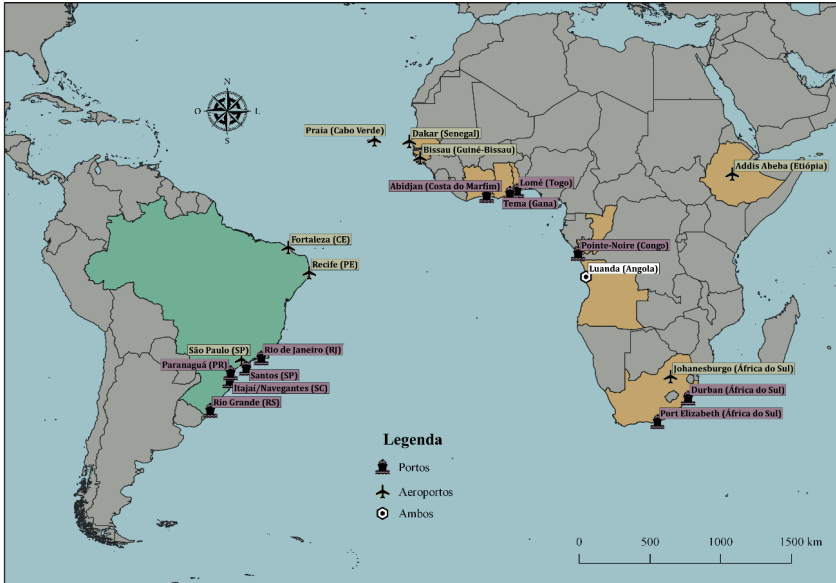 N
O
L
S
Praia (Cabo Verde)
Dakar (Senegal)
Bissau (Guiné-Bissau)
Addis Abeba (Etiópia)
Abidjan (Costa do Marfim)
Lomé (Togo)
Tema (Gana)
Fortaleza (CE)
Pointe-Noire (Congo)
Recife (PE)
Luanda (Angola)
São Paulo (SP)
Rio de Janeiro (RJ)
Paranaguá (PR)
Santos (SP)
Itajaí/Navegantes (SC)
Rio Grande (RS)
Johanesburgo (África do Sul)
Durban (África do Sul)
Port Elizabeth (África do Sul)
Legenda
Portos
Aeroportos
Ambos
0 500 1000 1500 km